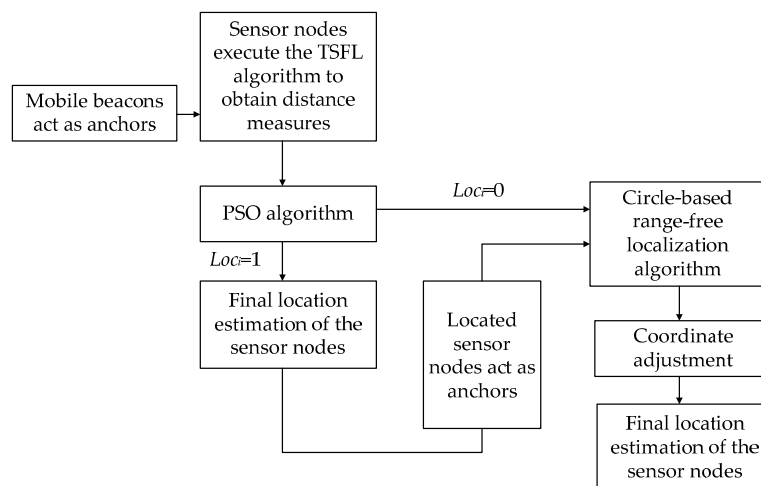 Sensor nodes
execute the TSFL
algorithm to
obtain distance
measures
Mobile beacons
act as anchors
PSO algorithm
Loci=0
Circle-based
range-free
localization
algorithm
Loci=1
Final location
estimation of the
sensor nodes
Located
sensor
nodes act as
anchors
Coordinate
adjustment
Final location
estimation of the
sensor nodes